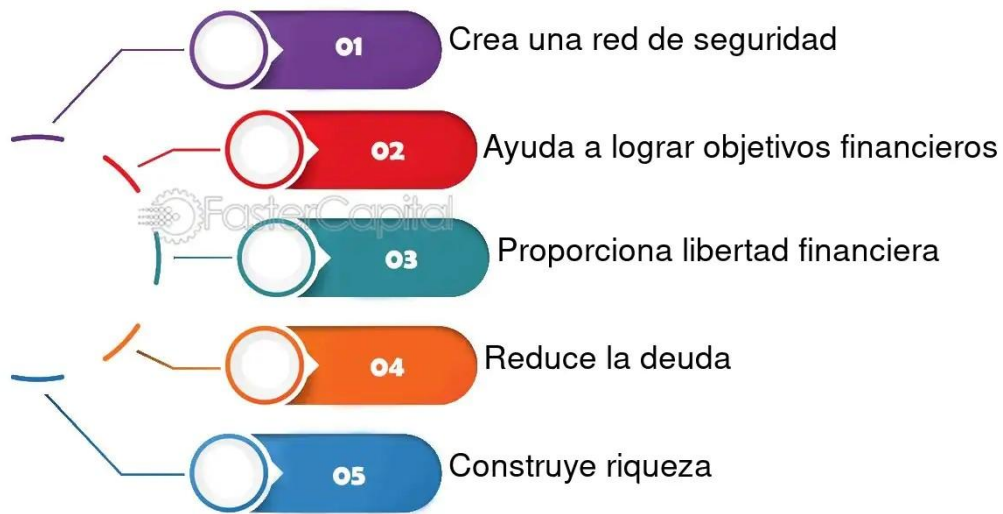 01
Crea una red de seguridad
02
Ayuda a lograr objetivos financieros
FasterCapital
03
Proporciona libertad financiera
04
Reduce la deuda
05
Construye riqueza